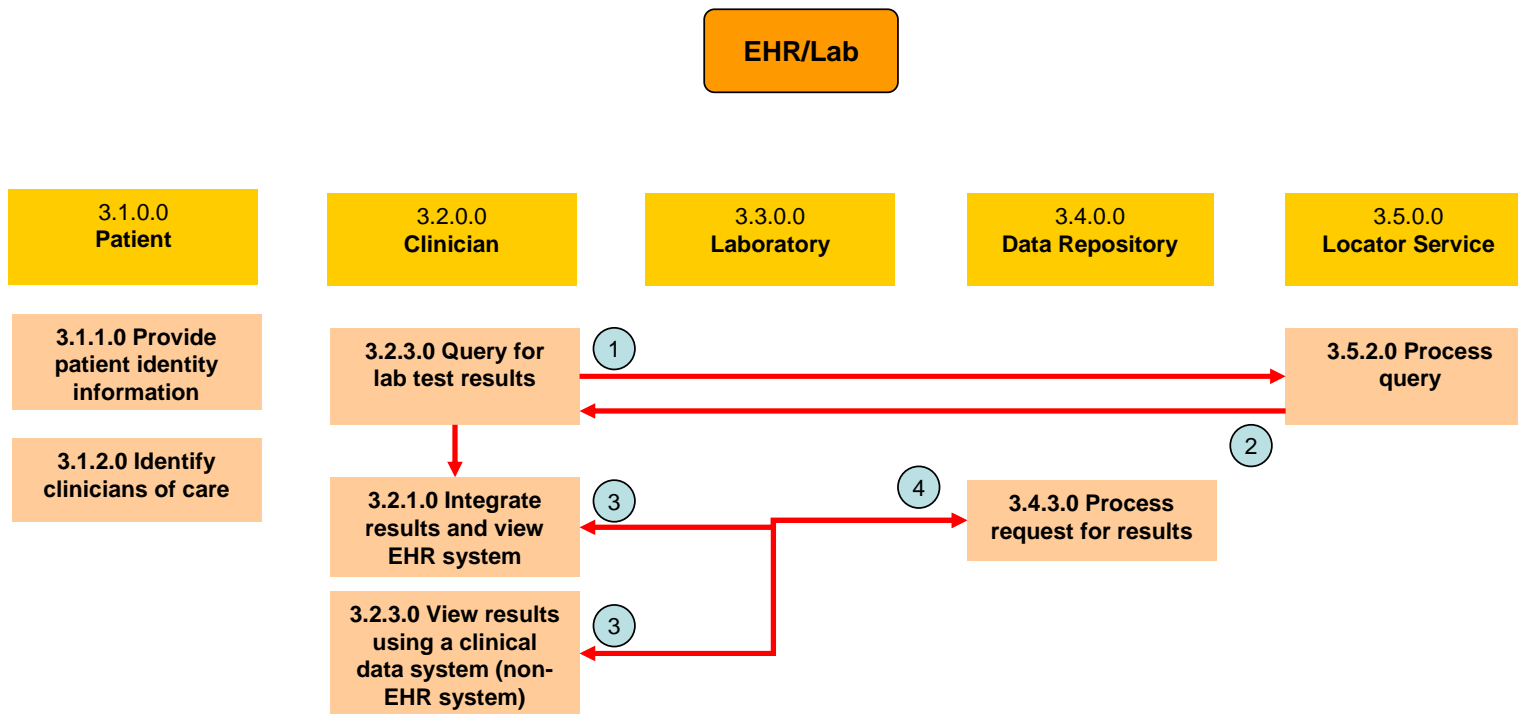 EHR/Lab
3.1.0.0
Patient
3.2.0.0
Clinician
3.3.0.0
Laboratory
3.4.0.0
Data Repository
3.5.0.0
Locator Service
3.1.1.0 Provide
patient identity
information
3.1.2.0 Identify
clinicians of care
3.2.3.0 Query for
lab test results
1
3.5.2.0 Process
query
2
3.2.1.0 Integrate
results and view
EHR system
3
4
3.4.3.0 Process
request for results
3.2.3.0 View results
using a clinical
data system (non-
EHR system)
3